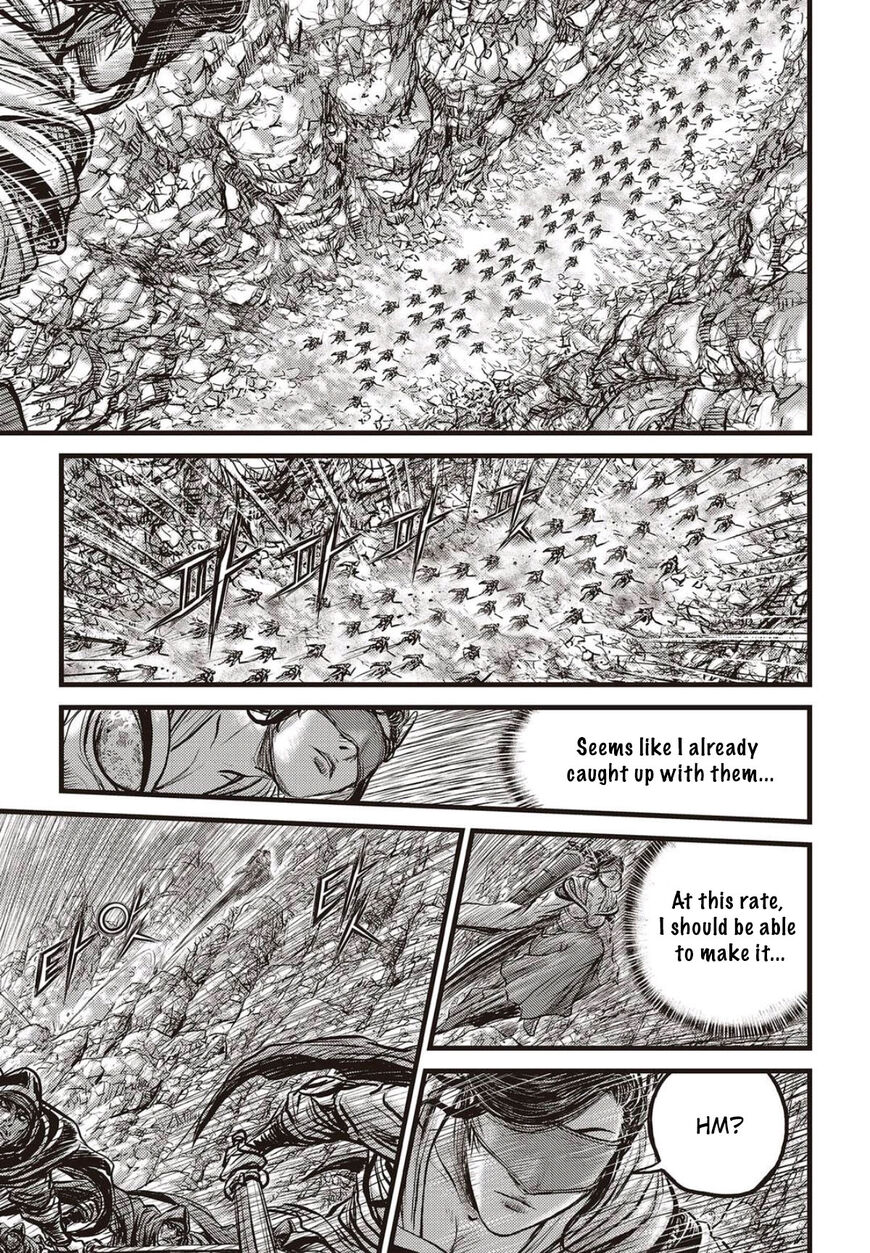 파 파 파 팟
Seems like I already
caught up with them...
At this rate,
I should be able
to make it...
타앗
탓
HM?